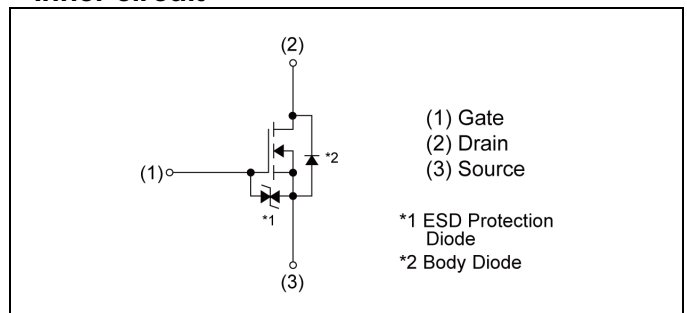 Inner circuit
(2)
(1)
*2
*1
(3)
(1) Gate
(2) Drain
(3) Source
*1 ESD Protection
Diode
*2 Body Diode